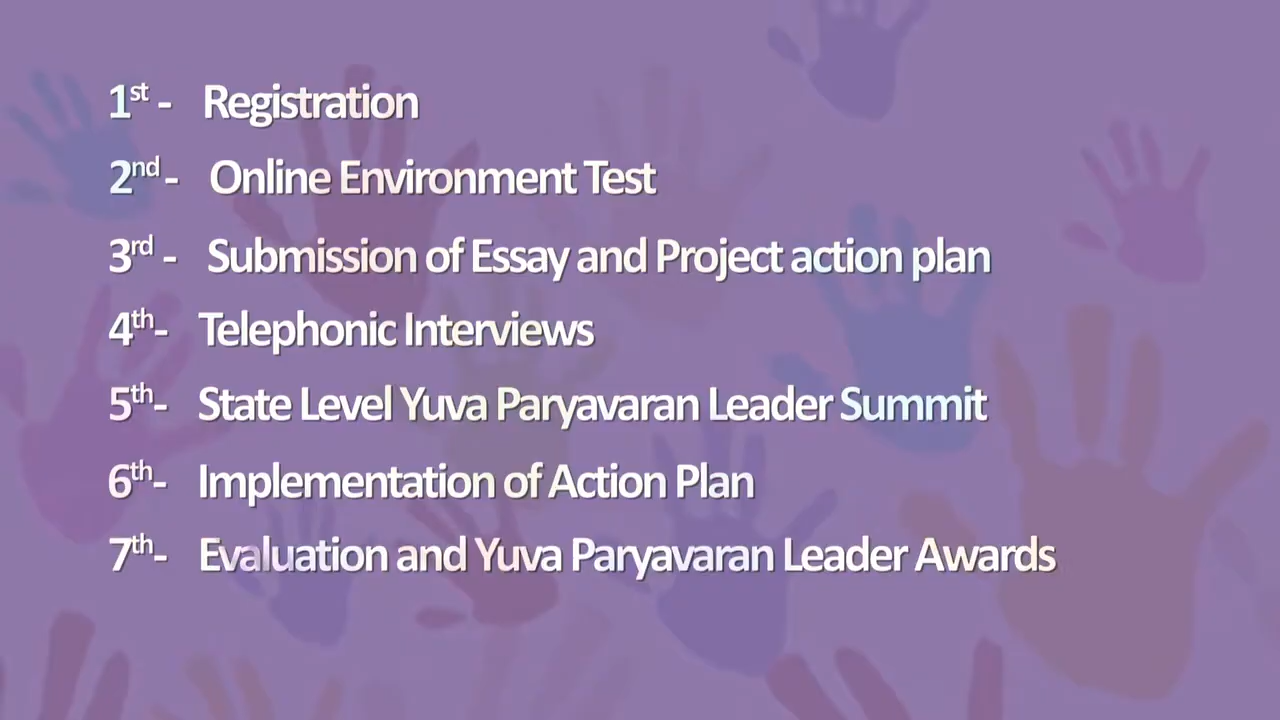 1st - Registration
2nd - Online Environment Test
3rd - Submission of Essay and Project action plan
4th- Telephonic Interviews
5th- State Level Yuva Paryavaran Leader Summit
6th- Implementation of Action Plan
7th- Evaluation and Yuva Paryavaran Leader Awards